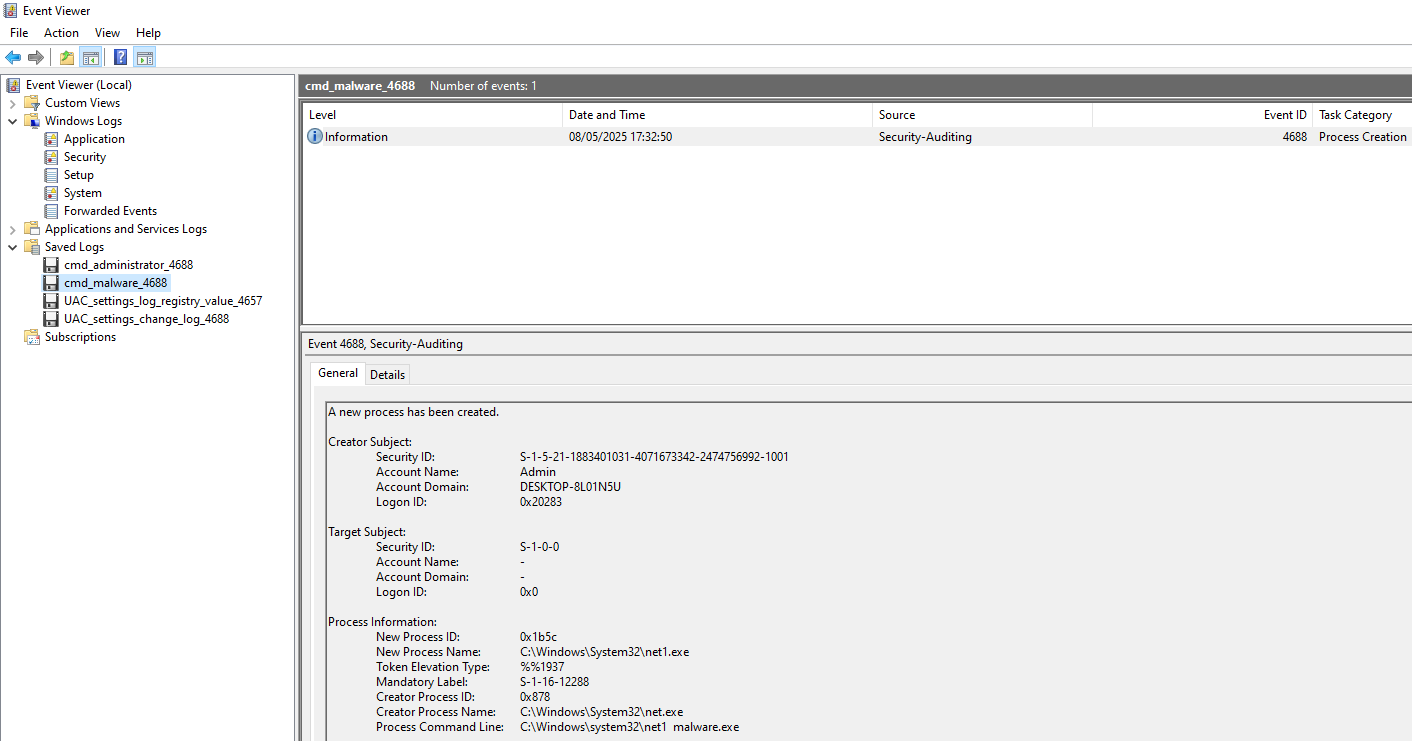 Event Viewer
File Action View Help
Event Viewer (Local)
Custom Views
Windows Logs
Application
Security
Setup
System
Forwarded Events
Applications and Services Logs
Saved Logs
cmd_administrator_4688
cmd_malware_4688
UAC_settings_log_registry_value_4657
UAC_settings_change_log_4688
Subscriptions
cmd_malware_4688 Number of events: 1
Level Date and Time Source Event ID Task Category
Information 08/05/2025 17:32:50 Security-Auditing 4688 Process Creation
Event 4688, Security-Auditing
General Details
A new process has been created.
Creator Subject:
Security ID: S-1-5-21-1883401031-4071673342-2474756992-1001
Account Name: Admin
Account Domain: DESKTOP-8L01N5U
Logon ID: 0x20283
Target Subject:
Security ID: S-1-0-0
Account Name: -
Account Domain: -
Logon ID: 0x0
Process Information:
New Process ID: 0x1b5c
New Process Name: C:\Windows\System32\net1.exe
Token Elevation Type: %%1937
Mandatory Label: S-1-16-12288
Creator Process ID: 0x878
Creator Process Name: C:\Windows\System32\net.exe
Process Command Line: C:\Windows\system32\net1 malware.exe